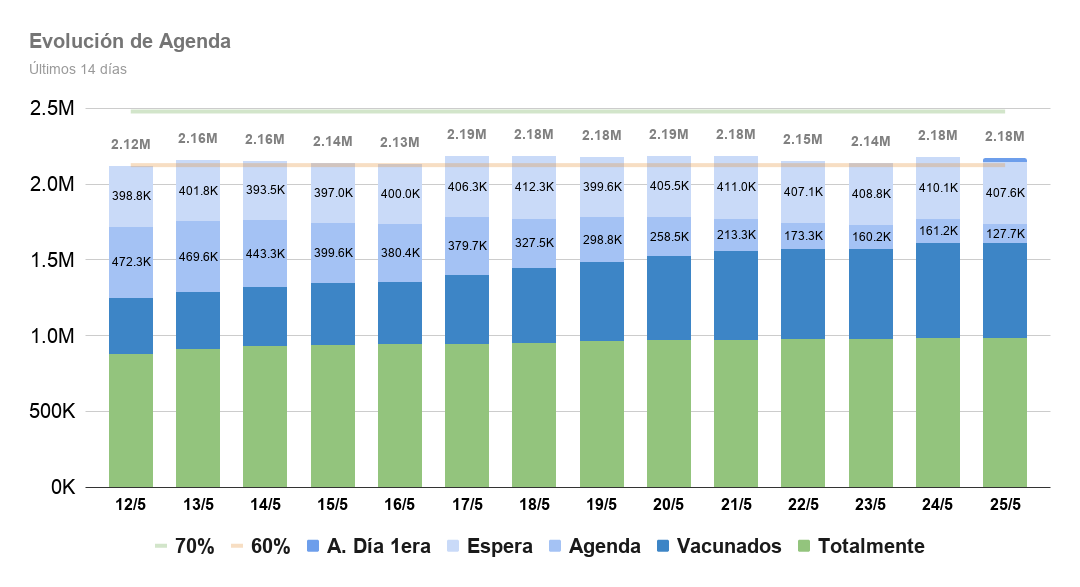 Evolución de Agenda
Últimos 14 días
2.5M
2.12M 2.16M 2.16M 2.14M 2.13M 2.19M 2.18M 2.18M 2.19M 2.18M 2.15M 2.14M 2.18M 2.18M
2.0M
398.8K 401.8K 393.5K 397.0K 400.0K 406.3K 412.3K 399.6K 405.5K 411.0K 407.1K 408.8K 410.1K 407.6K
472.3K 469.6K 443.3K 399.6K 380.4K 379.7K 327.5K 298.8K 258.5K 213.3K 173.3K 160.2K 161.2K 127.7K
1.5M
1.0M
500K
0K
12/5 13/5 14/5 15/5 16/5 17/5 18/5 19/5 20/5 21/5 22/5 23/5 24/5 25/5
70% 60% A. Día 1era Espera Agenda Vacunados Totalmente